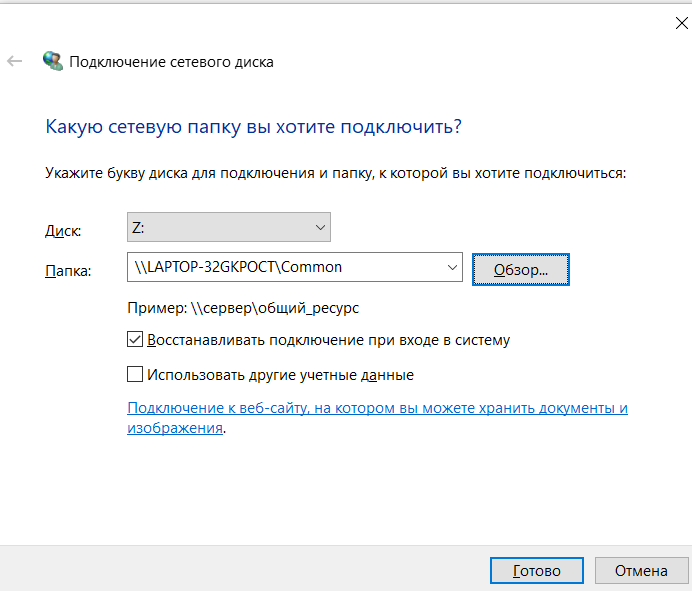 Подключение сетевого диска
Какую сетевую папку вы хотите подключить?
Укажите букву диска для подключения и папку, к которой вы хотите подключиться:
Диск: Z:
Папка: \\LAPTOP-32GKPOCT\Common Обзор...
Пример: \\сервер\общий_ресурс
Восстанавливать подключение при входе в систему
Использовать другие учетные данные
Подключение к веб-сайту, на котором вы можете хранить документы и
изображения.
Готово Отмена